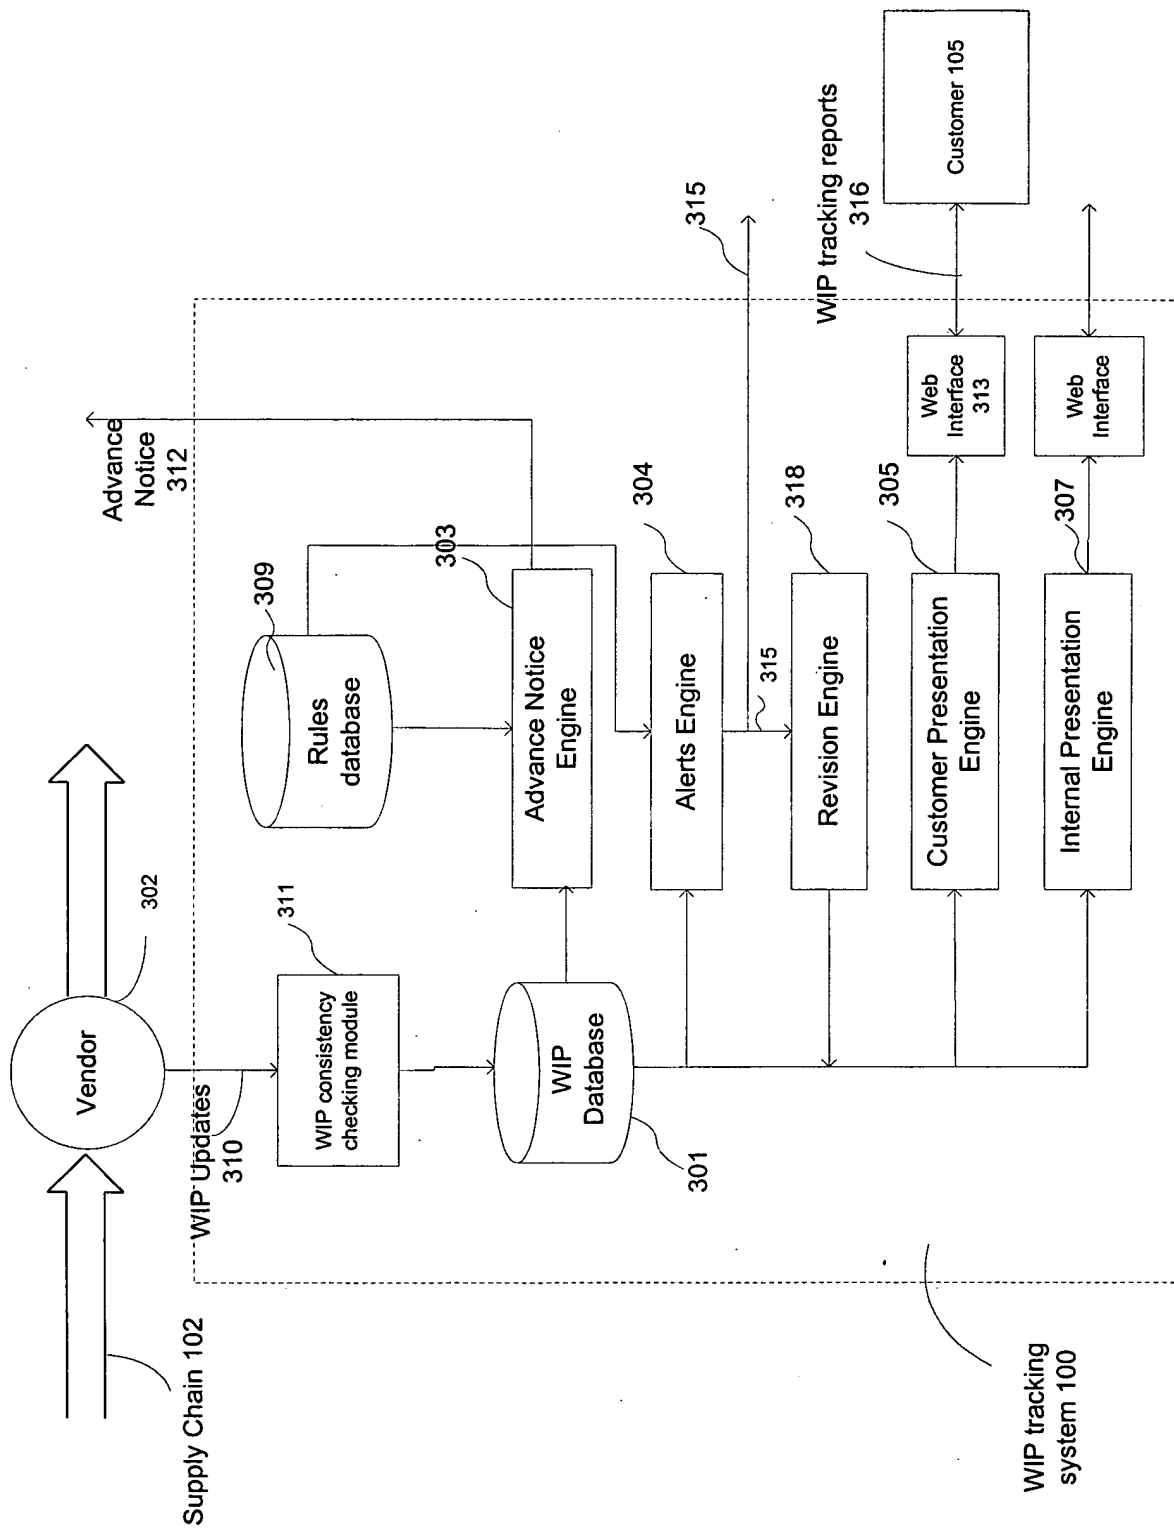 Supply Chain 102
Vendor
302
WIP Updates
310
Advance
Notice
312
WIP consistency
checking module
311
Rules
database
309
WIP
Database
301
Advance Notice
Engine
303
Alerts Engine
304
315
315
Revision Engine
318
Customer Presentation
Engine
305
Web
Interface
313
WIP tracking reports
316
Customer 105
Internal Presentation
Engine
307
Web
Interface
WIP tracking
system 100